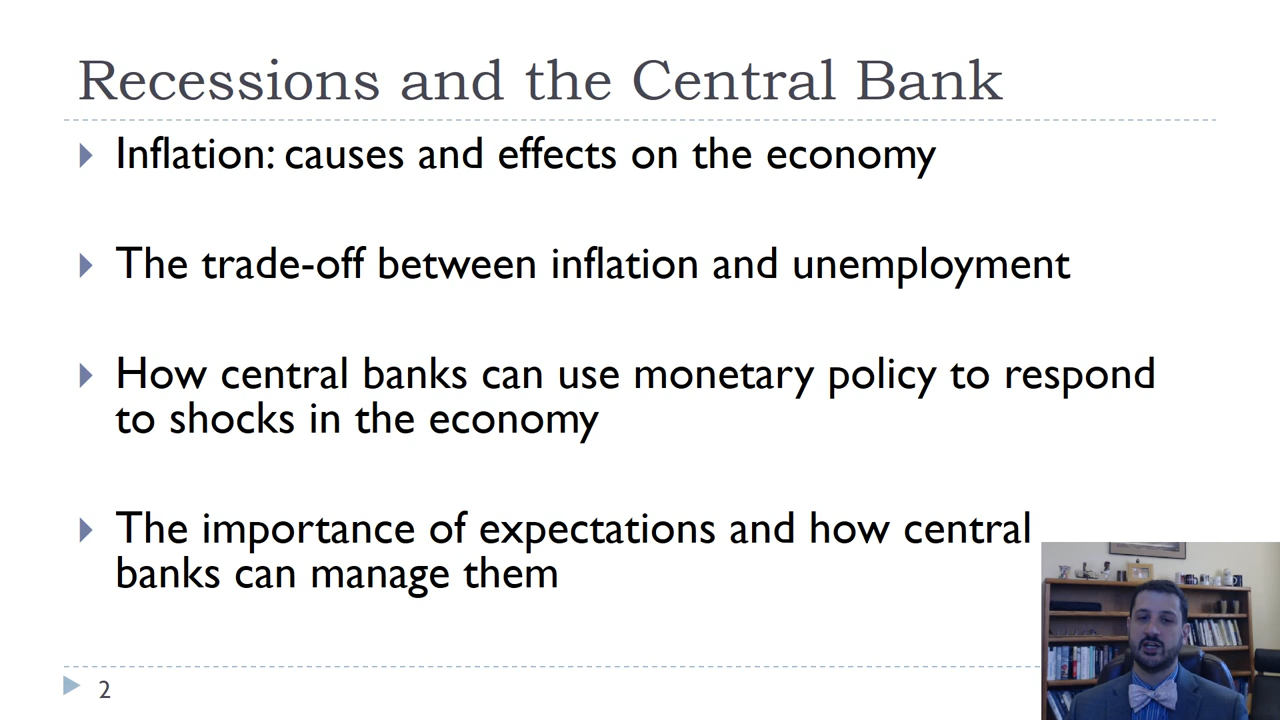 Recessions and the Central Bank
Inflation: causes and effects on the economy
The trade-off between inflation and unemployment
How central banks can use monetary policy to respond
to shocks in the economy
The importance of expectations and how central
banks can manage them
2